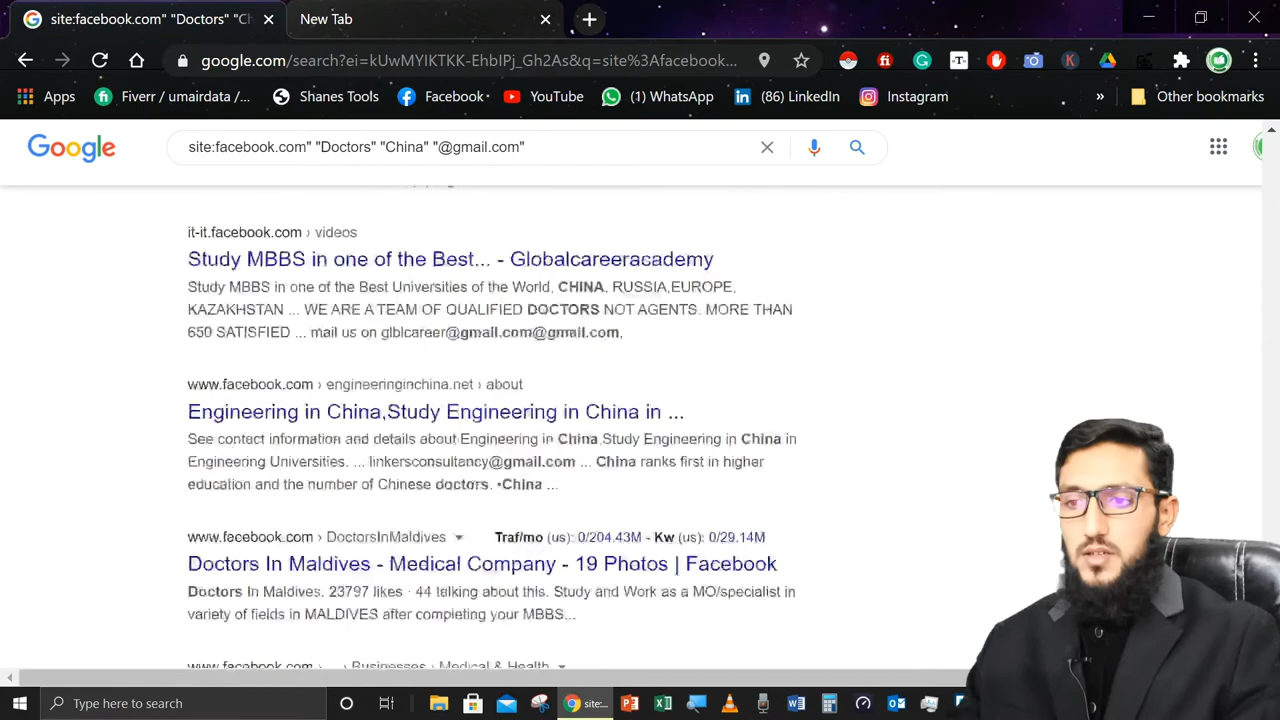 site:facebook.com" "Doctors" "Ch
New Tab
google.com/search?ei=kUwMYIKTKK-EhbIPj_Gh2As&q=site%3Afacebook...
Apps
Fiverr / umairdata /...
Shanes Tools
Facebook
YouTube
(1) WhatsApp
(86) LinkedIn
Instagram
»
Other bookmarks
Google
site:facebook.com" "Doctors" "China" "@gmail.com"
it-it.facebook.com › videos
Study MBBS in one of the Best... - Globalcareeracademy
Study MBBS in one of the Best Universities of the World, CHINA, RUSSIA,EUROPE,
KAZAKHSTAN ... WE ARE A TEAM OF QUALIFIED DOCTORS NOT AGENTS. MORE THAN
650 SATISFIED ... mail us on glblcareer@gmail.com@gmail.com,
www.facebook.com › engineeringinchina.net › about
Engineering in China,Study Engineering in China in ...
See contact information and details about Engineering in China,Study Engineering in China in
Engineering Universities. ... linkersconsultancy@gmail.com ... China ranks first in higher
education and the number of Chinese doctors. •China ...
www.facebook.com › DoctorsInMaldives
Traf/mo (us): 0/204.43M - Kw (us): 0/29.14M
Doctors In Maldives - Medical Company - 19 Photos | Facebook
Doctors In Maldives. 23797 likes · 44 talking about this. Study and Work as a MO/specialist in
variety of fields in MALDIVES after completing your MBBS...
www.facebook.com › ... › Businesses › Medical & Health
Type here to search
site:...